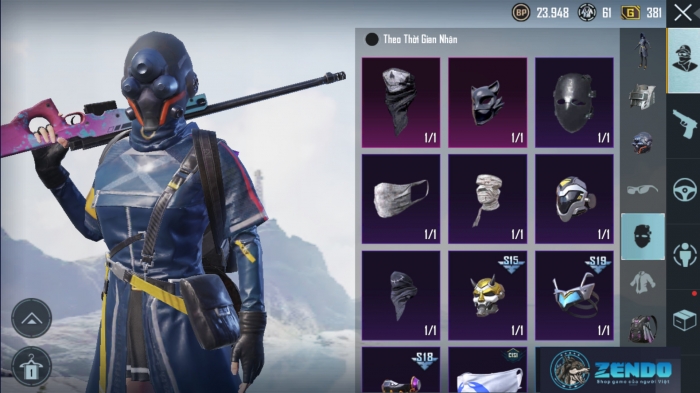 BP 23.948 61 G 381
Theo Thời Gian Nhận
1/1 1/1 1/1
1/1 1/1 1/1
S15 S19
1/1 1/1 1/1
S18 C1S1
ZENDO
Shop game của người Việt